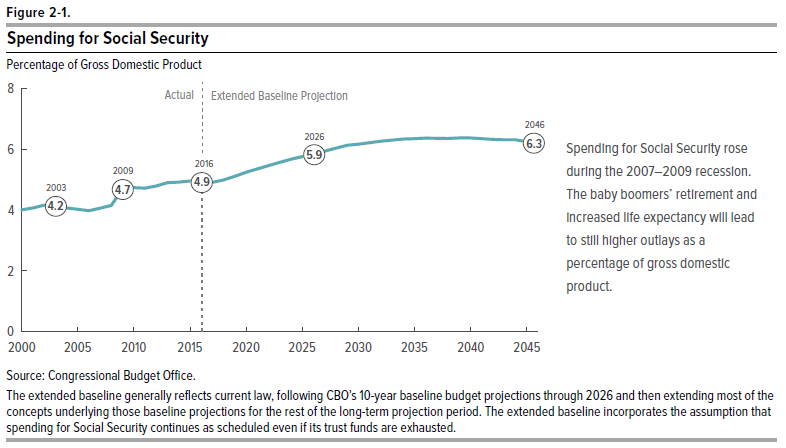 Figure 2-1.
Spending for Social Security
Percentage of Gross Domestic Product
8
Actual
Extended Baseline Projection
2046
6.3
2026
5.9
6
2016
4.9
2009
4.7
2003
4.2
4
2
0
2000 2005 2010 2015 2020 2025 2030 2035 2040 2045
Spending for Social Security rose
during the 2007–2009 recession.
The baby boomers' retirement and
increased life expectancy will lead
to still higher outlays as a
percentage of gross domestic
product.
Source: Congressional Budget Office.
The extended baseline generally reflects current law, following CBO's 10-year baseline budget projections through 2026 and then extending most of the
concepts underlying those baseline projections for the rest of the long-term projection period. The extended baseline incorporates the assumption that
spending for Social Security continues as scheduled even if its trust funds are exhausted.